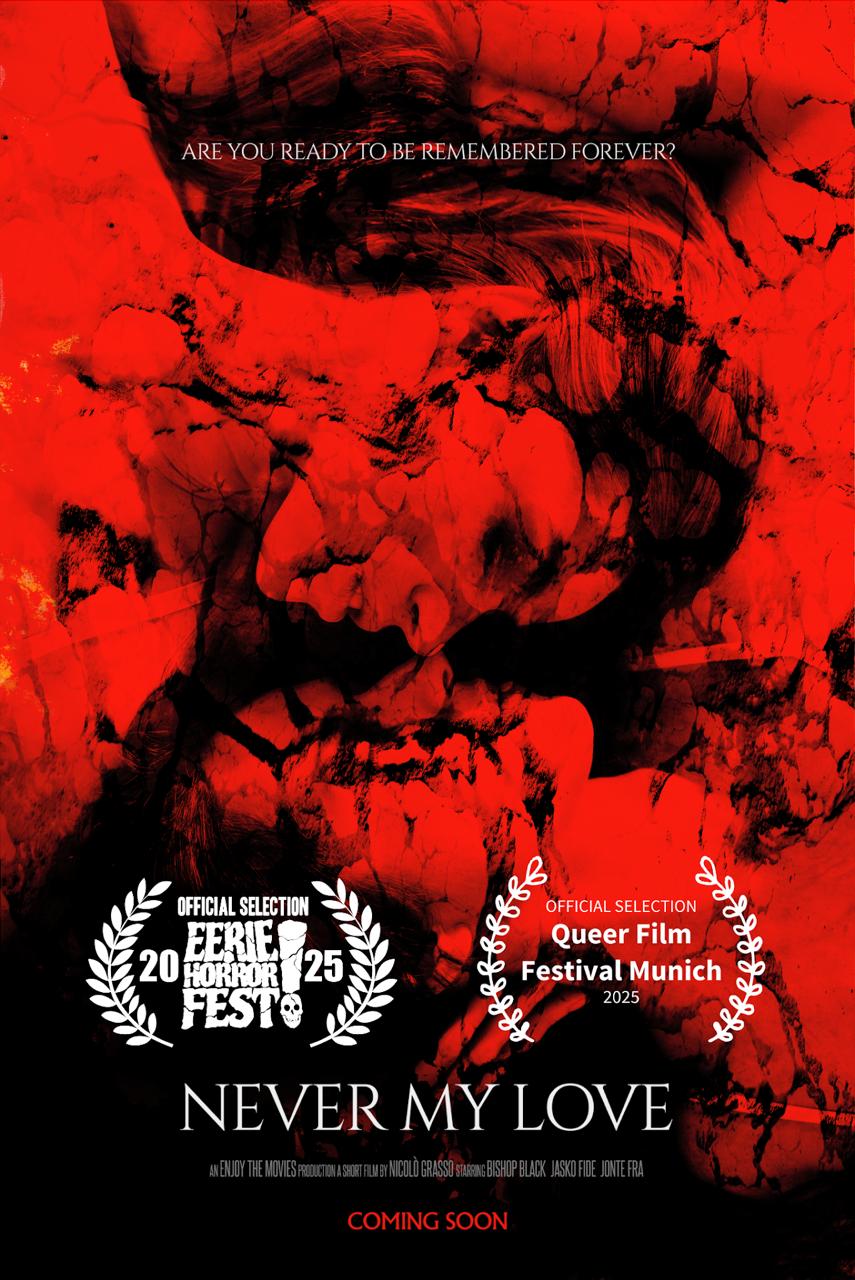 ARE YOU READY TO BE REMEMBERED FOREVER?
OFFICIAL SELECTION
20 EERIE HORROR FEST 25
OFFICIAL SELECTION
Queer Film
Festival Munich
2025
NEVER MY LOVE
AN ENJOY THE MOVIES PRODUCTION A SHORT FILM BY NICOLÒ GRASSO STARRING BISHOP BLACK JASKO FIDE JONTE FRA
COMING SOON